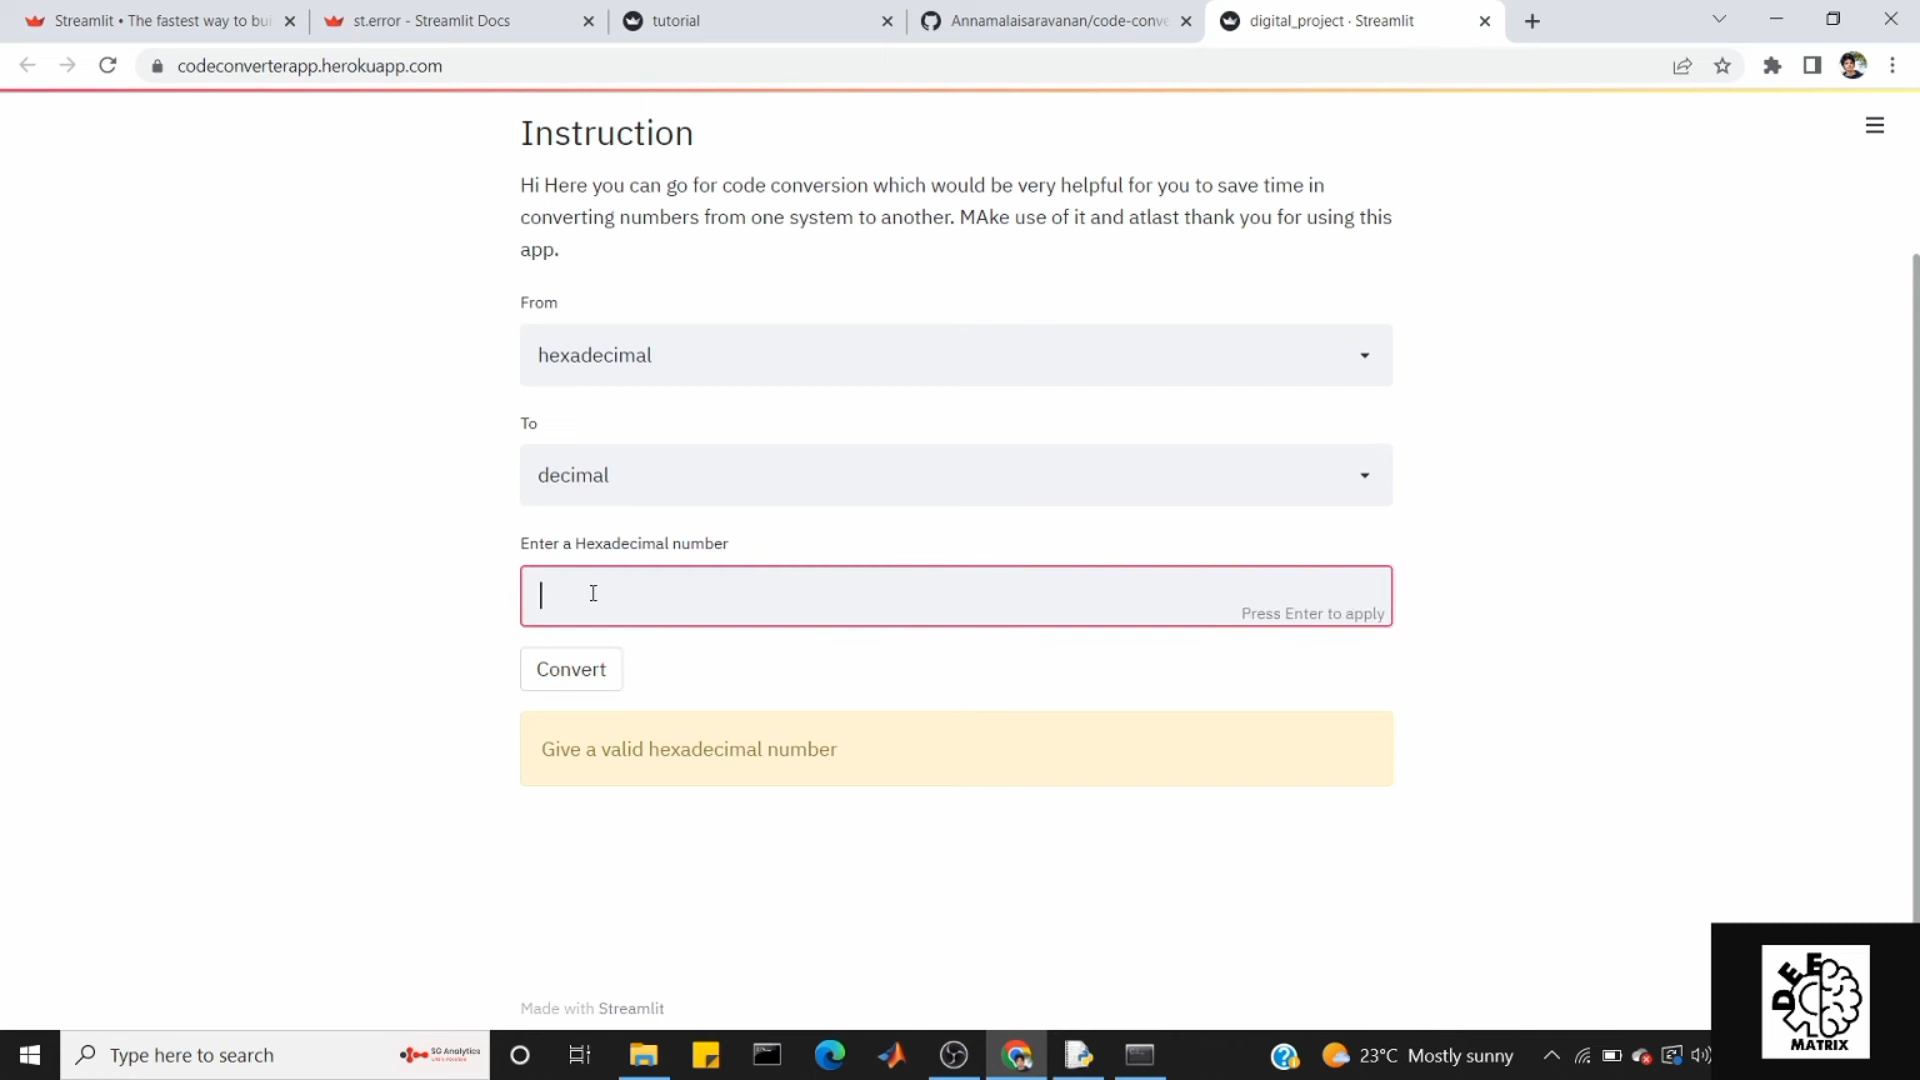 Streamlit • The fastest way to bui
st.error - Streamlit Docs
tutorial
Annamalaisaravanan/code-conve
digital_project · Streamlit
codeconverterapp.herokuapp.com
Instruction
Hi Here you can go for code conversion which would be very helpful for you to save time in
converting numbers from one system to another. MAke use of it and atlast thank you for using this
app.
From
hexadecimal
To
decimal
Enter a Hexadecimal number
Press Enter to apply
Convert
Give a valid hexadecimal number
Made with Streamlit
Type here to search
SG Analytics
23°C Mostly sunny
DEE
MATRIX